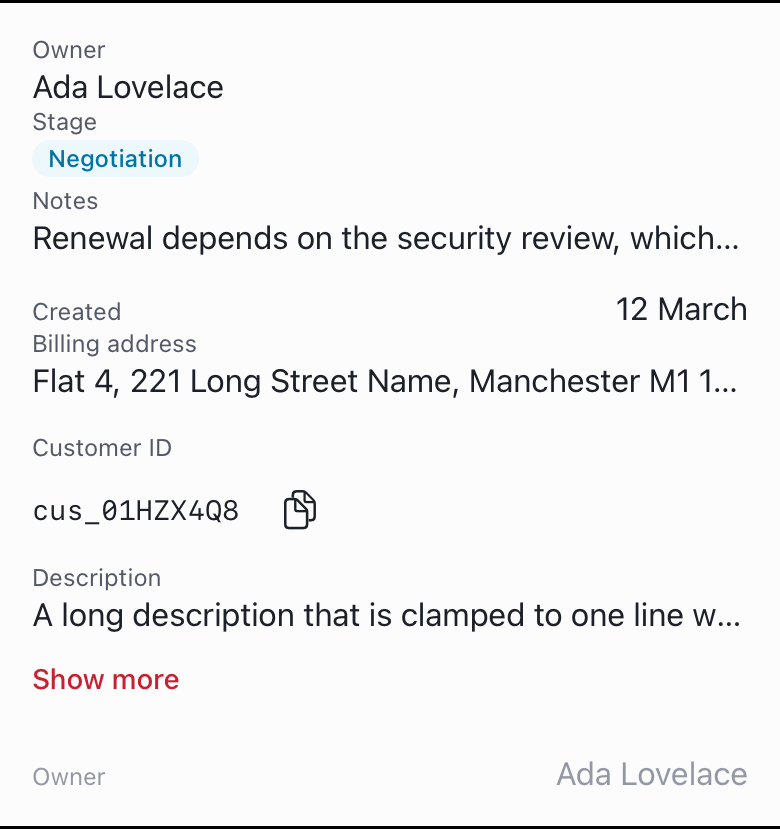 Owner
Ada Lovelace
Stage
Negotiation
Notes
Renewal depends on the security review, which...
Created 12 March
Billing address
Flat 4, 221 Long Street Name, Manchester M1 1...
Customer ID
cus_01HZX4Q8
Description
A long description that is clamped to one line w...
Show more
Owner Ada Lovelace